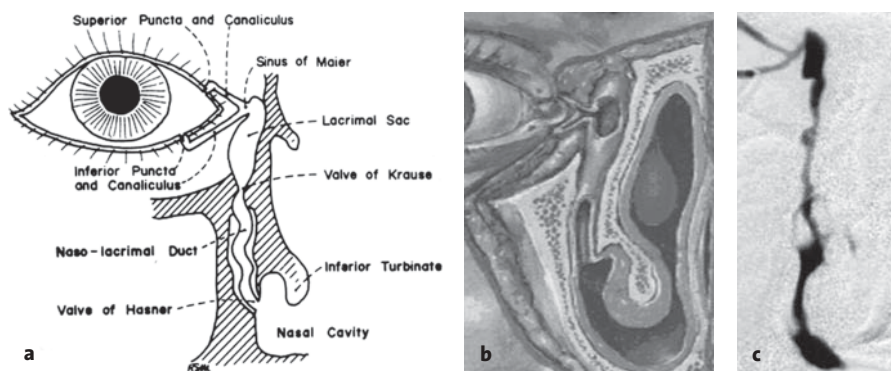 Superior Puncta and Canaliculus
Sinus of Maier
Lacrimal Sac
Inferior Puncta
and Canaliculus
Valve of Krause
Naso-lacrimal Duct
Inferior Turbinate
Valve of Hasner
Nasal Cavity
a
b
c